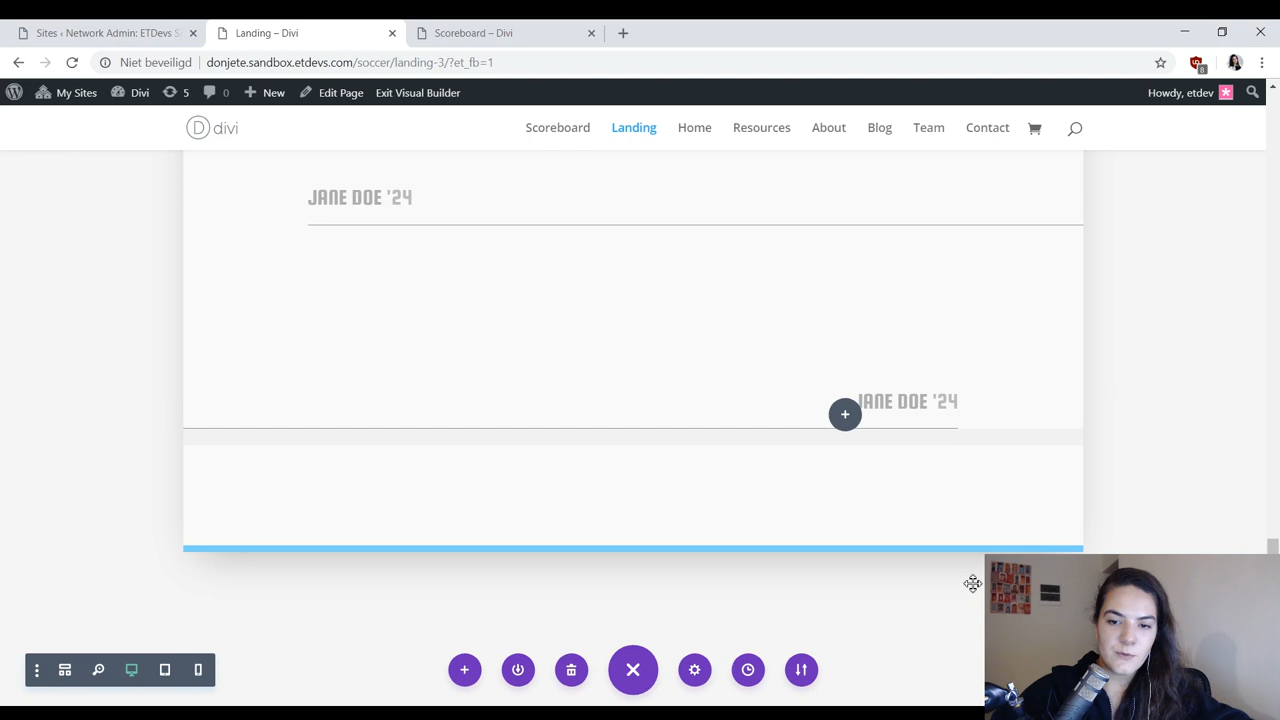 Sites ‹ Network Admin: ETDevs S
Landing – Divi
Scoreboard – Divi
Niet beveiligd
donjete.sandbox.etdevs.com/soccer/landing-3/?et_fb=1
8
My Sites
Divi
5
0
New
Edit Page
Exit Visual Builder
Howdy, etdev
D divi
Scoreboard
Landing
Home
Resources
About
Blog
Team
Contact
JANE DOE '24
JANE DOE '24